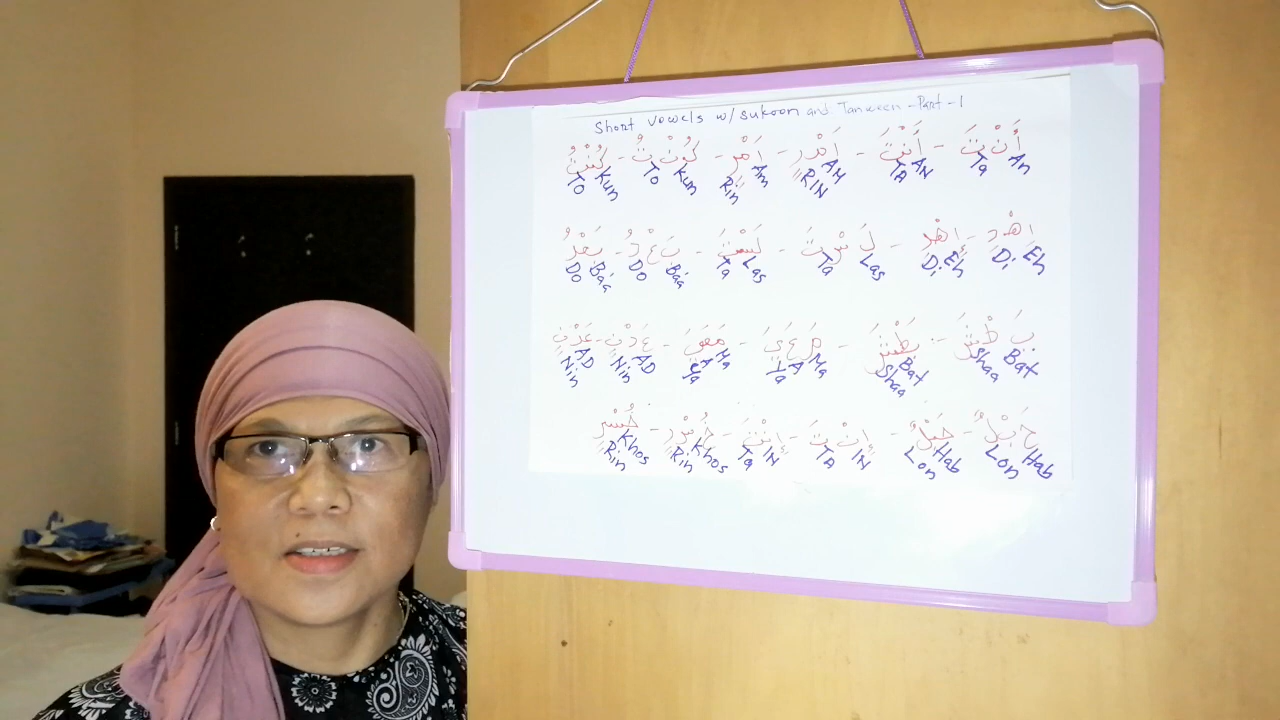 Short Vowels w/ sukoon and Tanween - Part - 1
أَ نْ تَ - أَنْتَ - اَ مْ رٍ - اَمْرٍ - كُ نْ تُ - كُنْتُ
An Ta AN TA AM RIN Am Rin Kun To Kun To
اِ هْ دِ - اِهْدِ - لَ سْ تَ - لَسْتَ - بَ عْ دُ - بَعْدُ
Eh Di Eh Di Las Ta Las Ta Baa Do Baa Do
بَ طْ شَ - بَطْشَ - مَ عَ يَ - مَعَيَ - عَ دْ نٍ - عَدْنٍ
Bat Shaa Bat Shaa Ma A Ya Ma A Ya AD Nin AD Nin
حَ بْ لٌ - حَبْلٌ - اِ نْ تَ - اِنْتَ - خُ سْ رٍ - خُسْرٍ
Hab Lon Hab Lon IN TA IN Ta Khos Rin Khos Rin